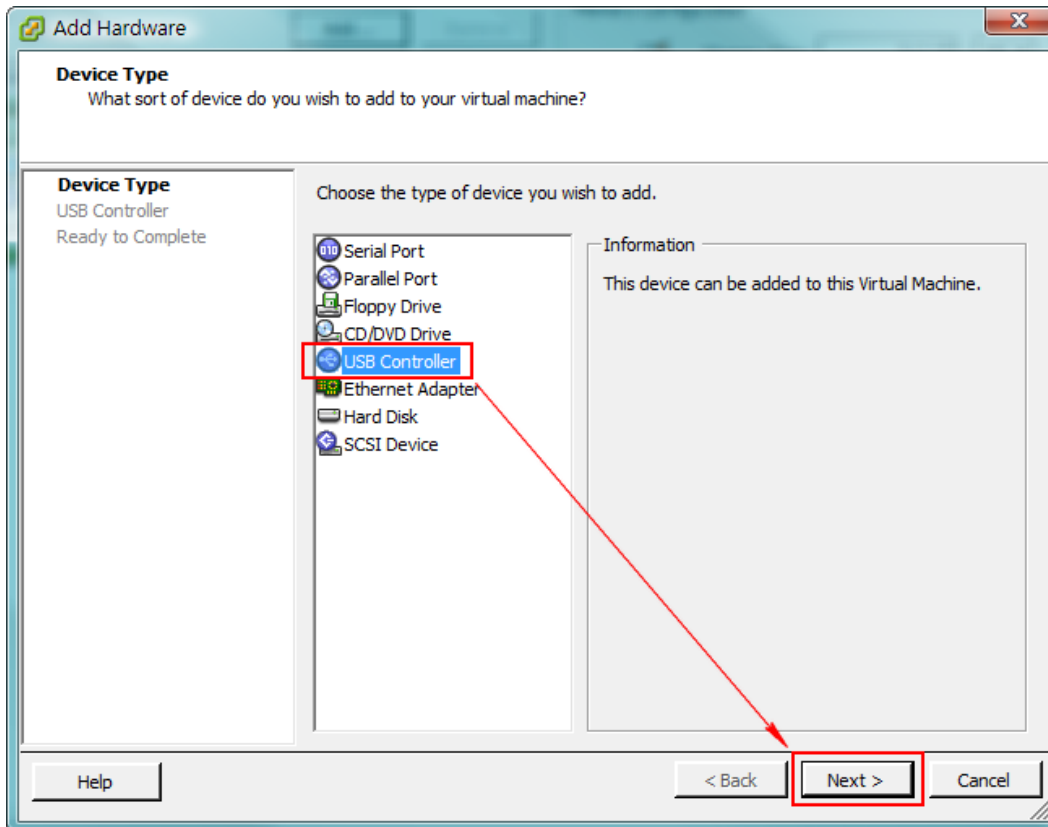 Add Hardware
Device Type
What sort of device do you wish to add to your virtual machine?
Device Type
USB Controller
Ready to Complete
Choose the type of device you wish to add.
Serial Port
Parallel Port
Floppy Drive
CD/DVD Drive
USB Controller
Ethernet Adapter
Hard Disk
SCSI Device
Information
This device can be added to this Virtual Machine.
Help
< Back
Next >
Cancel